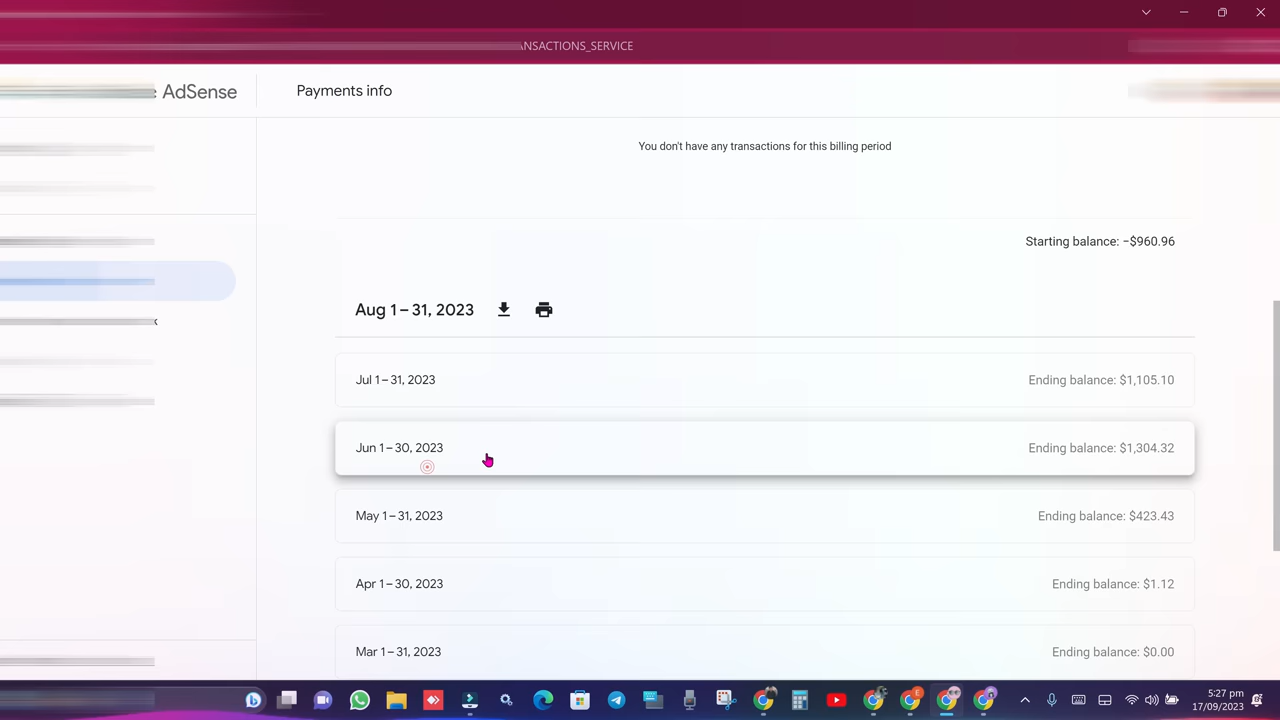 NSACTIONS_SERVICE
AdSense
Payments info
You don't have any transactions for this billing period
Starting balance: −$960.96
Aug 1 – 31, 2023
Jul 1 – 31, 2023
Ending balance: $1,105.10
Jun 1 – 30, 2023
Ending balance: $1,304.32
May 1 – 31, 2023
Ending balance: $423.43
Apr 1 – 30, 2023
Ending balance: $1.12
Mar 1 – 31, 2023
Ending balance: $0.00
5:27 pm
17/09/2023